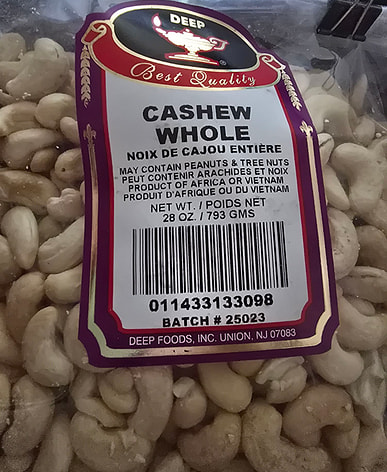 DEEP
®
Best Quality
CASHEW
WHOLE
NOIX DE CAJOU ENTIÈRE
MAY CONTAIN PEANUTS & TREE NUTS
PEUT CONTENIR ARACHIDES ET NOIX
PRODUCT OF AFRICA OR VIETNAM
PRODUIT D'AFRIQUE OU DU VIETNAM
NET WT. / POIDS NET
28 OZ. / 793 GMS
011433133098
BATCH # 25023
DEEP FOODS, INC. UNION, NJ 07083